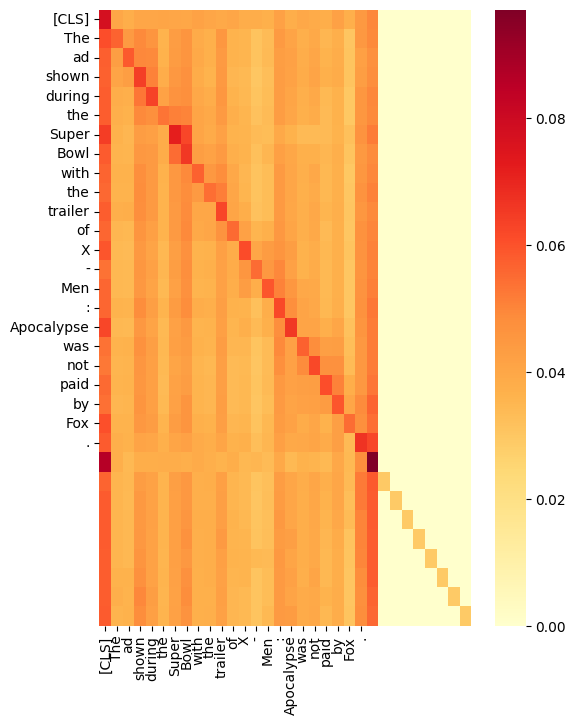 [CLS]
The
ad
shown
during
the
Super
Bowl
with
the
trailer
of
X
-
Men
:
Apocalypse
was
not
paid
by
Fox
.
0.08
0.06
0.04
0.02
0.00
[CLS]
The
ad
shown
during
the
Super
Bowl
with
the
trailer
of
X
-
Men
:
Apocalypse
was
not
paid
by
Fox
.